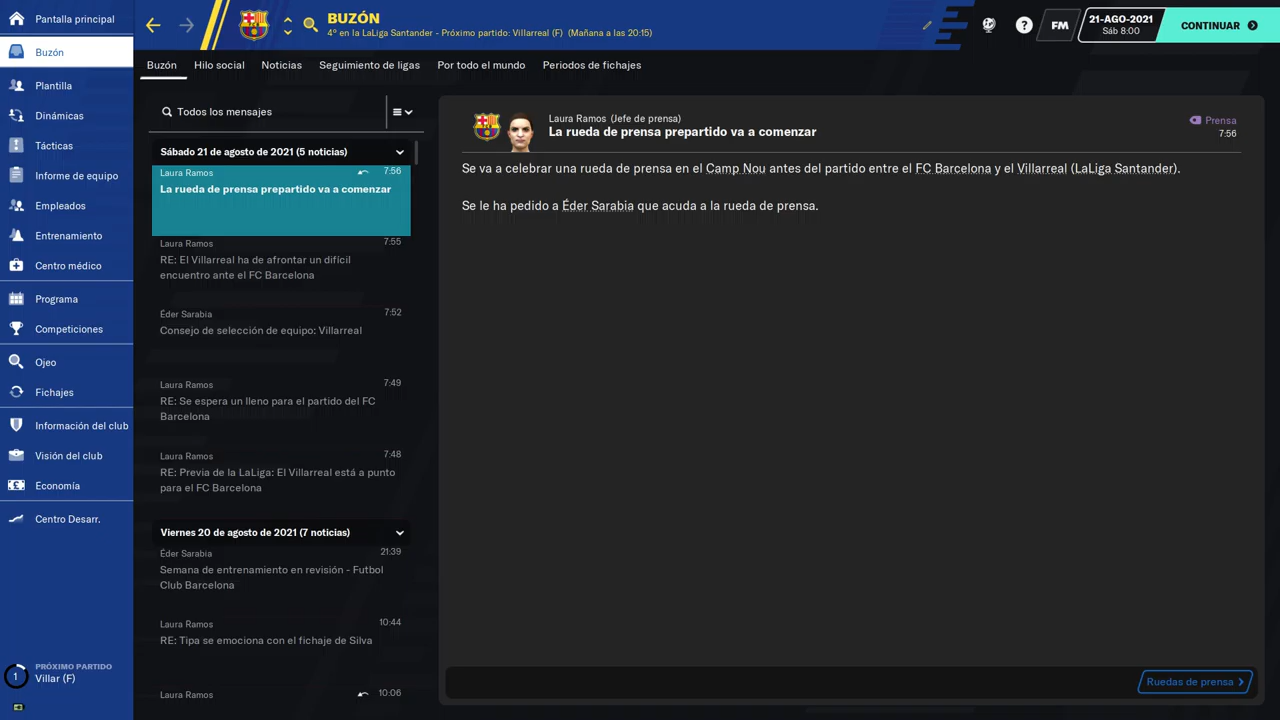 Pantalla principal
Buzón
Plantilla
Dinámicas
Tácticas
Informe de equipo
Empleados
Entrenamiento
Centro médico
Programa
Competiciones
Ojeo
Fichajes
Información del club
Visión del club
Economía
Centro Desarr.
PRÓXIMO PARTIDO
1
Villar (F)
BUZÓN
4º en la LaLiga Santander - Próximo partido: Villarreal (F) (Mañana a las 20:15)
FM
21-AGO-2021
Sáb 8:00
CONTINUAR
Buzón
Hilo social
Noticias
Seguimiento de ligas
Por todo el mundo
Periodos de fichajes
Todos los mensajes
Sábado 21 de agosto de 2021 (5 noticias)
Laura Ramos 7:56
La rueda de prensa prepartido va a comenzar
Laura Ramos 7:55
RE: El Villarreal ha de afrontar un difícil
encuentro ante el FC Barcelona
Éder Sarabia 7:52
Consejo de selección de equipo: Villarreal
Laura Ramos 7:49
RE: Se espera un lleno para el partido del FC
Barcelona
Laura Ramos 7:48
RE: Previa de la LaLiga: El Villarreal está a punto
para el FC Barcelona
Viernes 20 de agosto de 2021 (7 noticias)
Éder Sarabia 21:39
Semana de entrenamiento en revisión - Futbol
Club Barcelona
Laura Ramos 10:44
RE: Tipa se emociona con el fichaje de Silva
Laura Ramos 10:06
Laura Ramos (Jefe de prensa)
La rueda de prensa prepartido va a comenzar
Prensa
7:56
Se va a celebrar una rueda de prensa en el Camp Nou antes del partido entre el FC Barcelona y el Villarreal (LaLiga Santander).
Se le ha pedido a Éder Sarabia que acuda a la rueda de prensa.
Ruedas de prensa